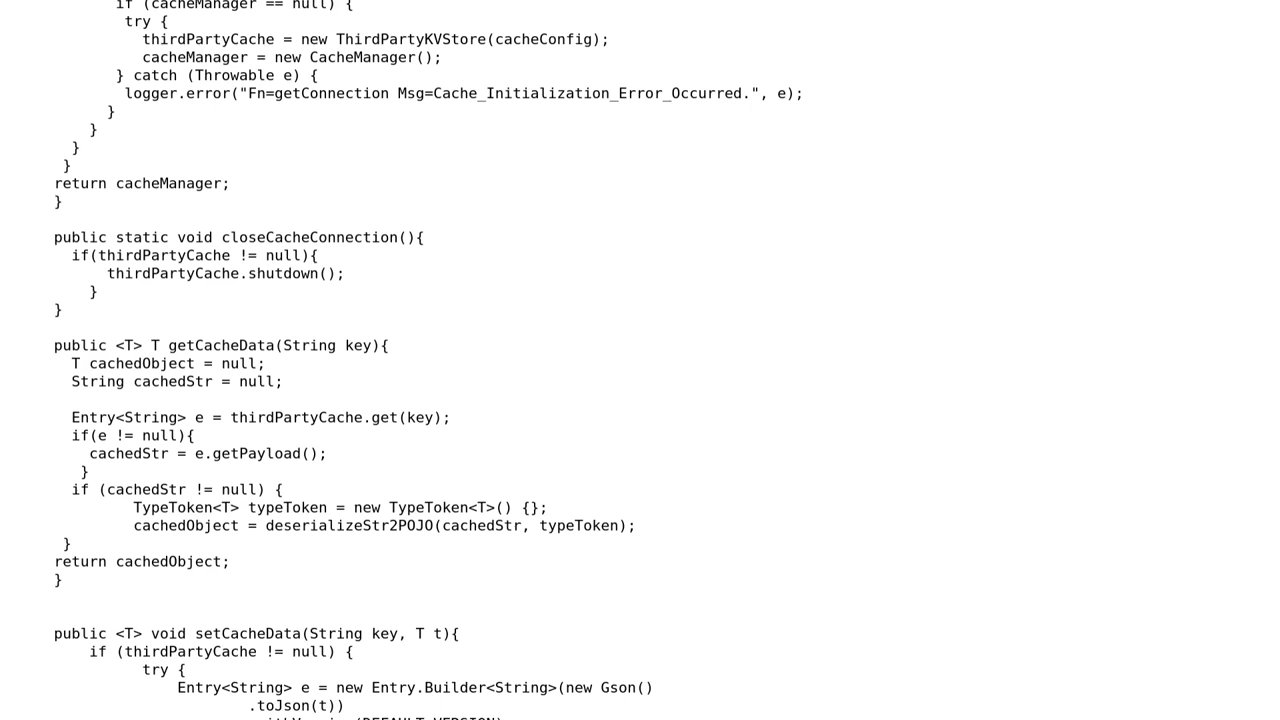 if (cacheManager == null) {
try {
thirdPartyCache = new ThirdPartyKVStore(cacheConfig);
cacheManager = new CacheManager();
} catch (Throwable e) {
logger.error("Fn=getConnection Msg=Cache_Initialization_Error_Occurred.", e);
}
}
}
}
return cacheManager;
}
public static void closeCacheConnection(){
if(thirdPartyCache != null){
thirdPartyCache.shutdown();
}
}
public <T> T getCacheData(String key){
T cachedObject = null;
String cachedStr = null;
Entry<String> e = thirdPartyCache.get(key);
if(e != null){
cachedStr = e.getPayload();
}
if (cachedStr != null) {
TypeToken<T> typeToken = new TypeToken<T>() {};
cachedObject = deserializeStr2POJO(cachedStr, typeToken);
}
return cachedObject;
}
public <T> void setCacheData(String key, T t){
if (thirdPartyCache != null) {
try {
Entry<String> e = new Entry.Builder<String>(new Gson()
.toJson(t))